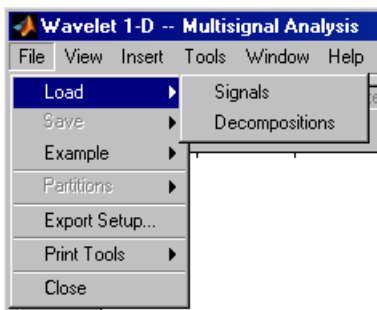 Wavelet 1-D -- Multisignal Analysis
File View Insert Tools Window Help
Load
Signals
Save
Decompositions
Example
Partitions
Export Setup...
Print Tools
Close